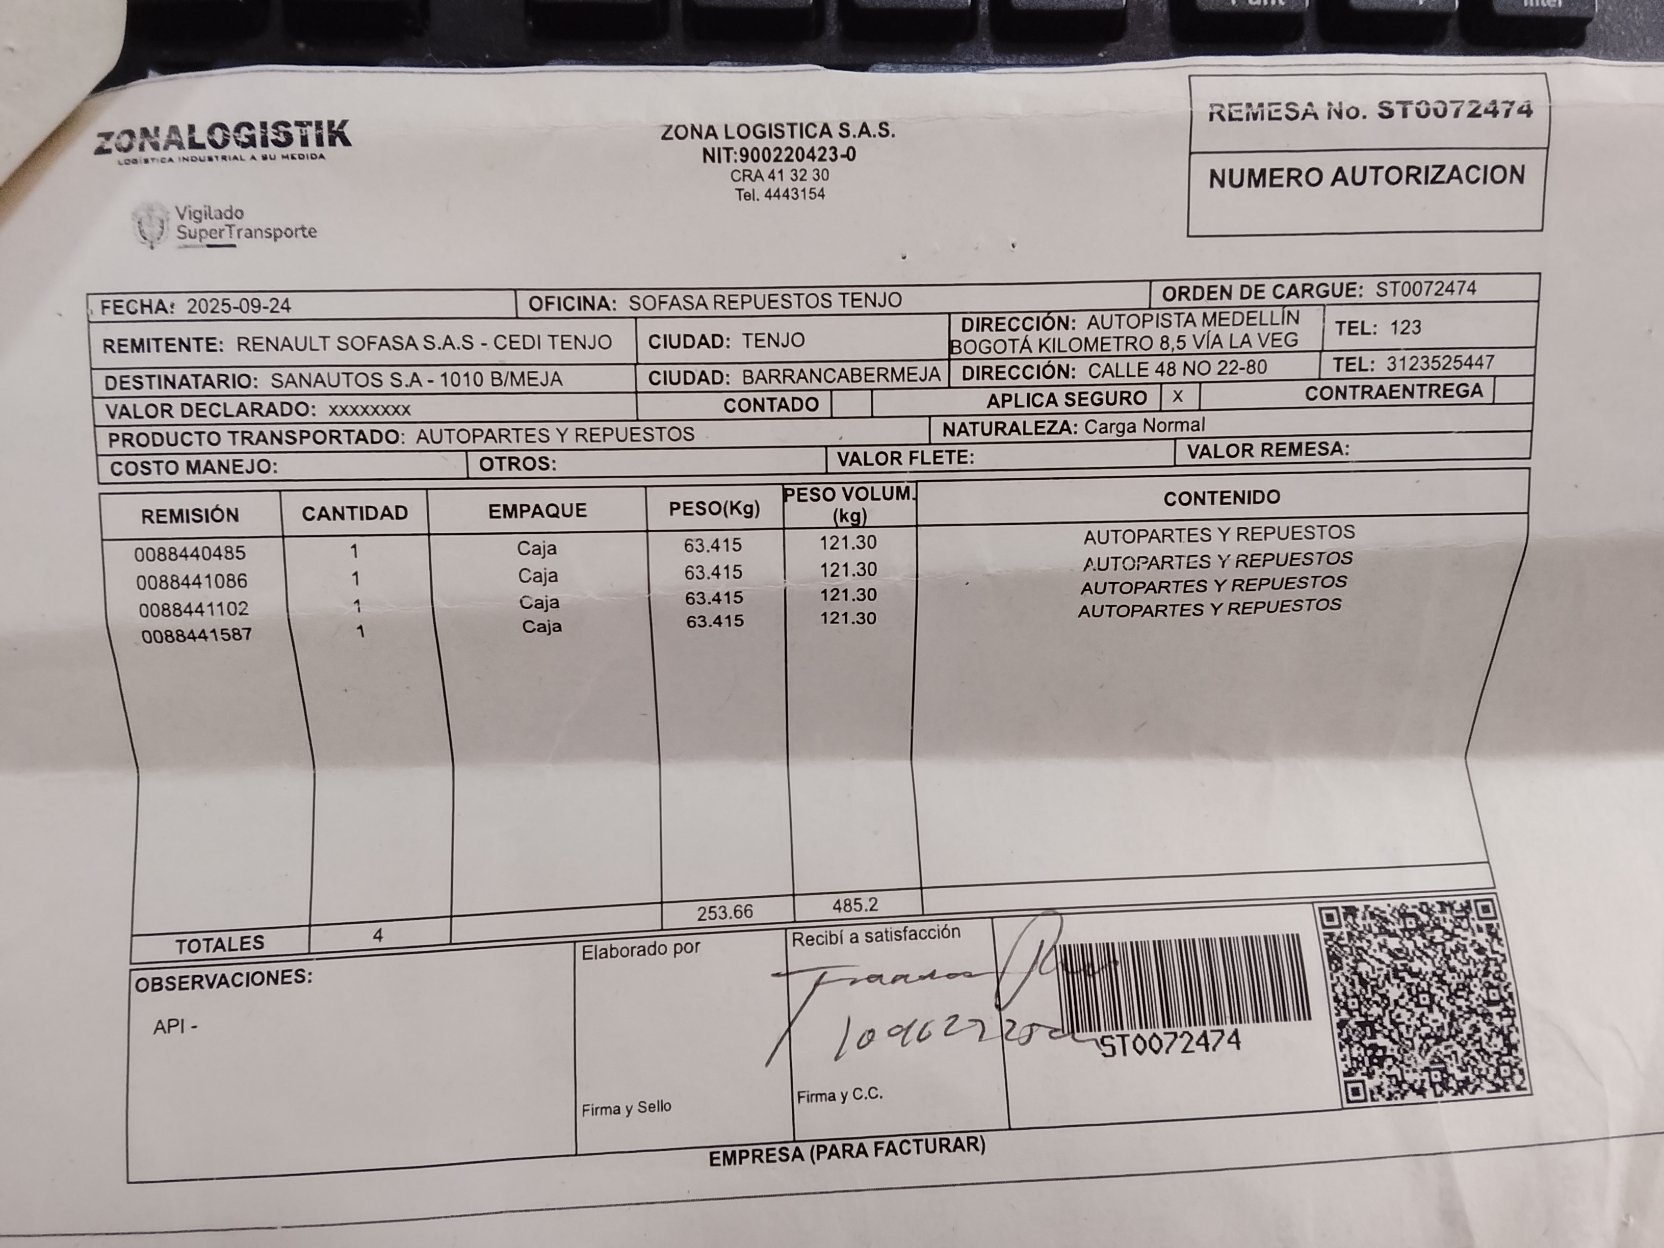 ZONALOGISTIK
LOGÍSTICA INDUSTRIAL A SU MEDIDA
Vigilado
SuperTransporte
ZONA LOGISTICA S.A.S.
NIT:900220423-0
CRA 41 32 30
Tel. 4443154
REMESA No. ST0072474
NUMERO AUTORIZACION
FECHA: 2025-09-24 OFICINA: SOFASA REPUESTOS TENJO ORDEN DE CARGUE: ST0072474
REMITENTE: RENAULT SOFASA S.A.S - CEDI TENJO CIUDAD: TENJO DIRECCIÓN: AUTOPISTA MEDELLÍN BOGOTÁ KILOMETRO 8,5 VÍA LA VEG TEL: 123
DESTINATARIO: SANAUTOS S.A - 1010 B/MEJA CIUDAD: BARRANCABERMEJA DIRECCIÓN: CALLE 48 NO 22-80 TEL: 3123525447
VALOR DECLARADO: xxxxxxxx CONTADO APLICA SEGURO X CONTRAENTREGA
PRODUCTO TRANSPORTADO: AUTOPARTES Y REPUESTOS NATURALEZA: Carga Normal
COSTO MANEJO: OTROS: VALOR FLETE: VALOR REMESA:
REMISIÓN CANTIDAD EMPAQUE PESO(Kg) PESO VOLUM. (kg) CONTENIDO
0088440485 1 Caja 63.415 121.30 AUTOPARTES Y REPUESTOS
0088441086 1 Caja 63.415 121.30 AUTOPARTES Y REPUESTOS
0088441102 1 Caja 63.415 121.30 AUTOPARTES Y REPUESTOS
0088441587 1 Caja 63.415 121.30 AUTOPARTES Y REPUESTOS
TOTALES 4 253.66 485.2
OBSERVACIONES:
API -
Elaborado por
Firma y Sello
Recibí a satisfacción
Firma y C.C.
ST0072474
EMPRESA (PARA FACTURAR)